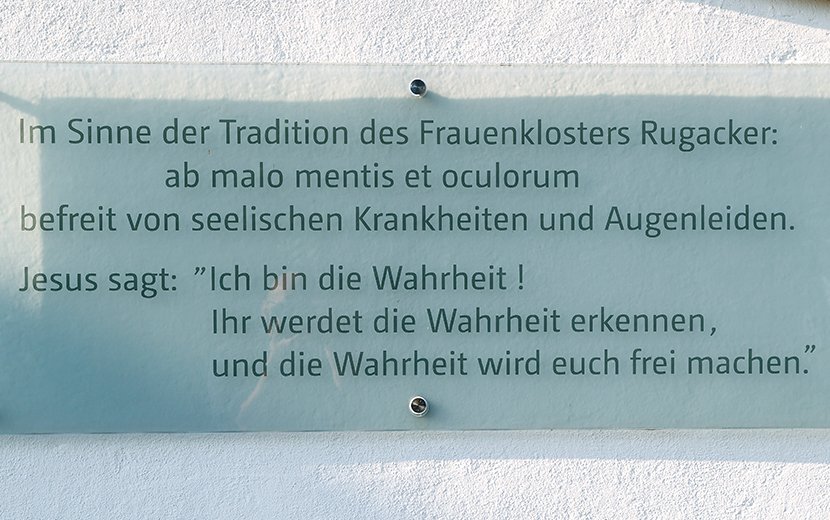 Im Sinne der Tradition des Frauenklosters Rugacker:
ab malo mentis et oculorum
befreit von seelischen Krankheiten und Augenleiden.
Jesus sagt: ”Ich bin die Wahrheit !
Ihr werdet die Wahrheit erkennen,
und die Wahrheit wird euch frei machen.”